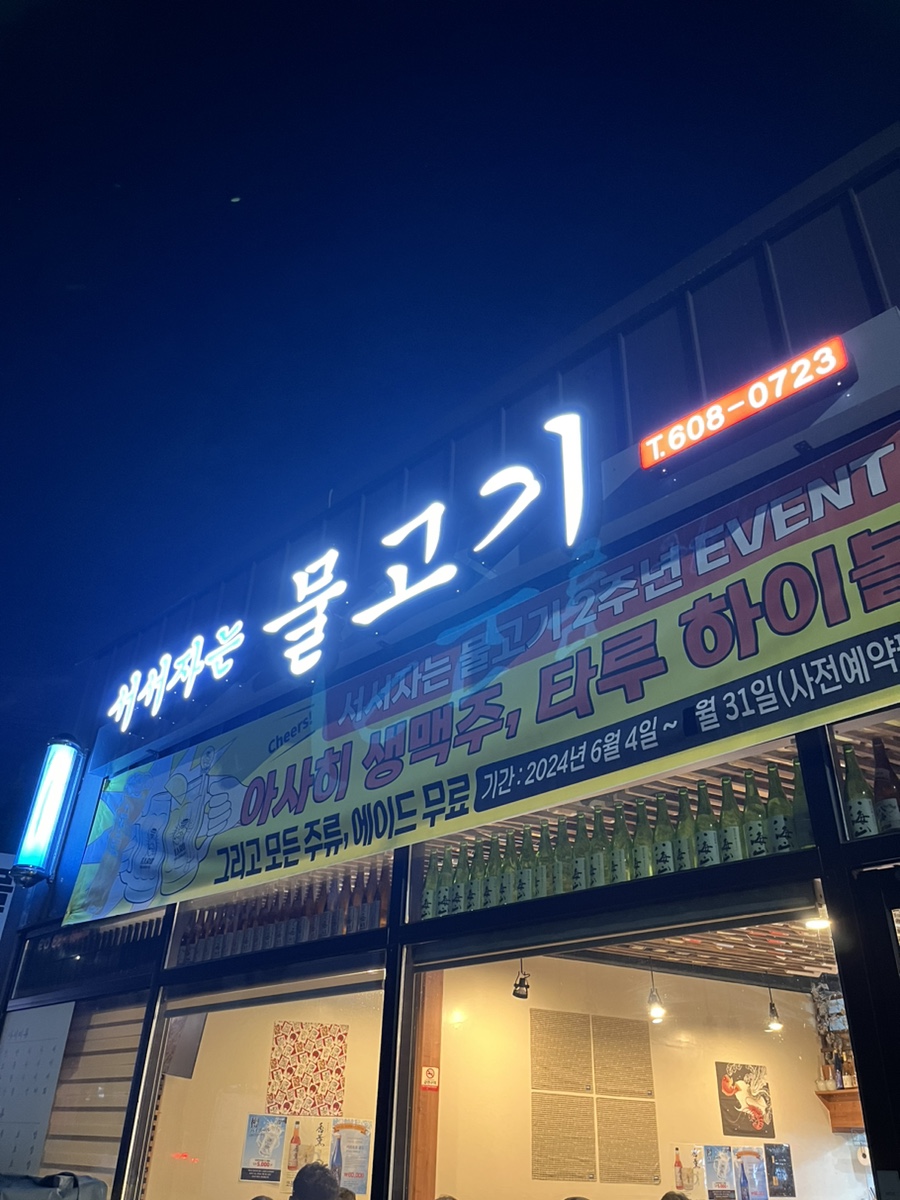 서서자는 물고기
T.608-0723
서서자는 물고기 2주년 EVENT
Cheers!
아사히 생맥주, 타루 하이볼
그리고 모든 주류, 에이드 무료
기간 : 2024년 6월 4일 ~ 월 31일(사전예약